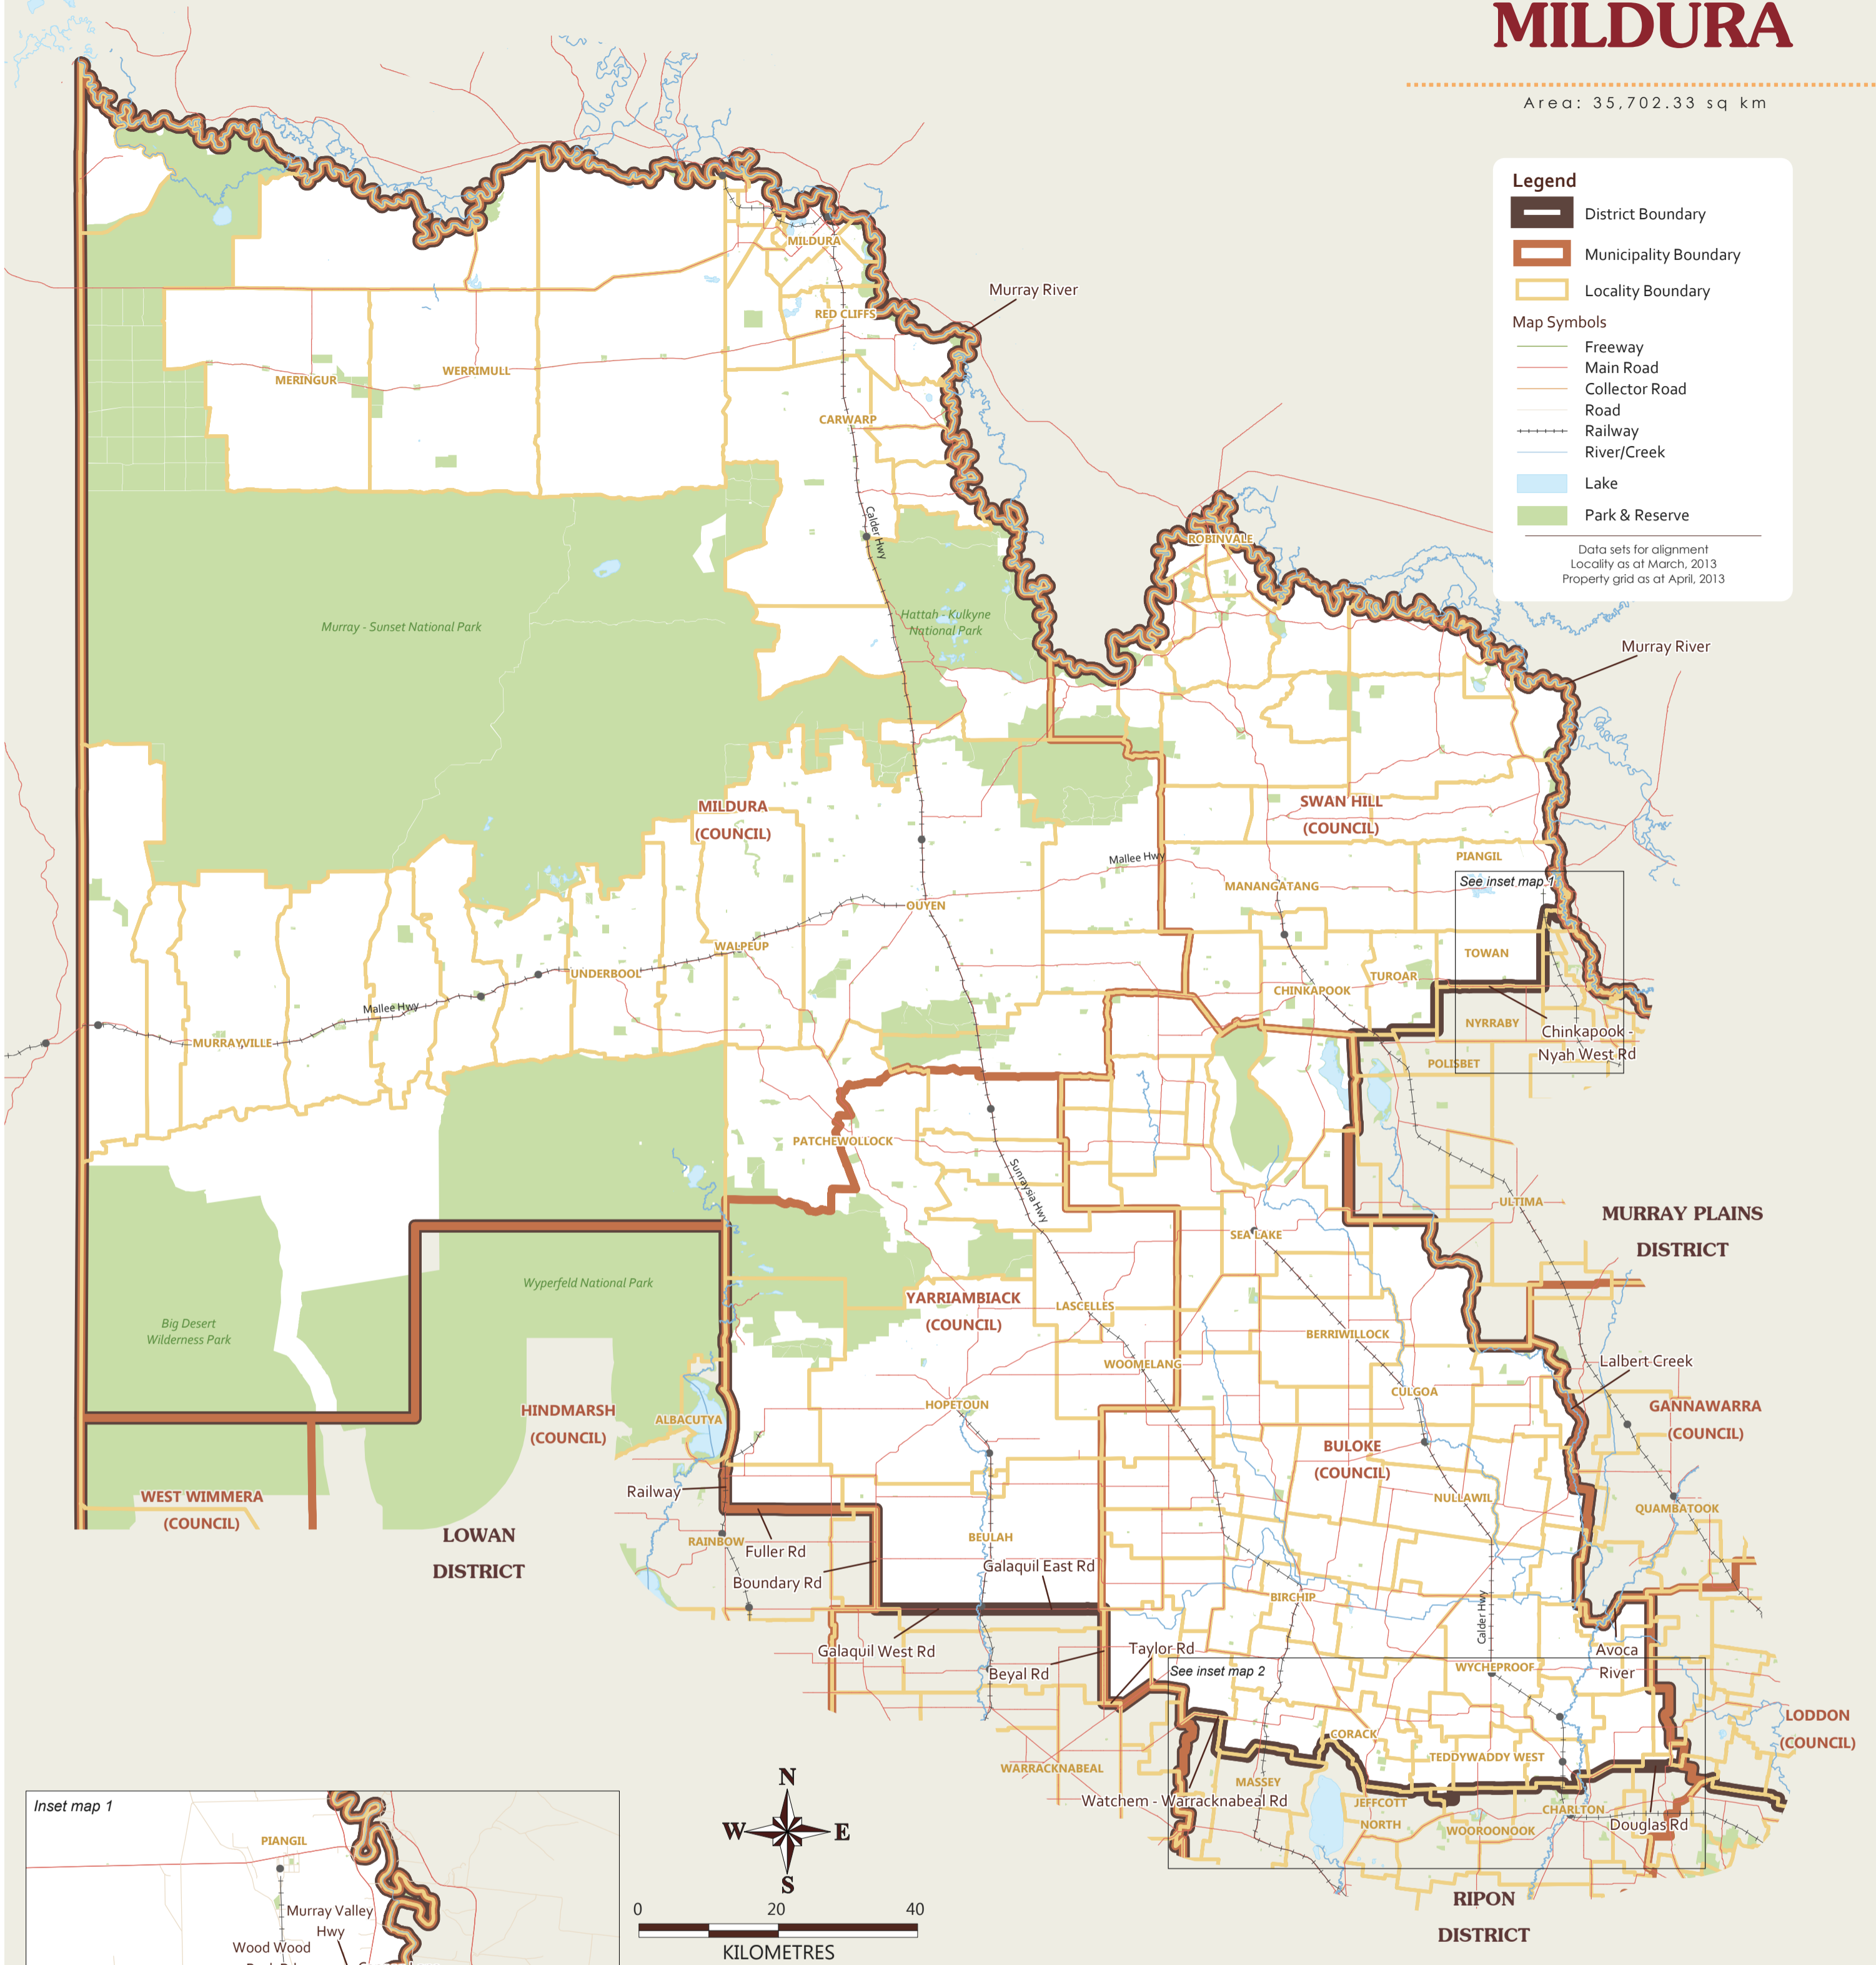 MILDURA
Area: 35,702.33 sq km
Legend
District Boundary
Municipality Boundary
Locality Boundary
Map Symbols
Freeway
Main Road
Collector Road
Road
Railway
River/Creek
Lake
Park & Reserve
Data sets for alignment
Locality as at March, 2013
Property grid as at April, 2013
MILDURA
Murray River
RED CLIFFS
MERINGUR
WERRIMULL
CARWARP
Calder Hwy
ROBINVALE
Murray - Sunset National Park
Hattah - Kulkyne
National Park
Murray River
MILDURA
(COUNCIL)
SWAN HILL
(COUNCIL)
Mallee Hwy
PIANGIL
See inset map 1
MANANGATANG
OUYEN
WALPEUP
TOWAN
UNDERBOOL
TUROAR
CHINKAPOOK
Mallee Hwy
MURRAYVILLE
NYRRABY
Chinkapook -
Nyah West Rd
POLISBET
PATCHEWOLLOCK
Sunraysia Hwy
ULTIMA
MURRAY PLAINS
DISTRICT
SEA LAKE
Wyperfeld National Park
Big Desert
Wilderness Park
YARRIAMBIACK
(COUNCIL)
LASCELLES
BERRIWILLOCK
WOOMELANG
Lalbert Creek
CULGOA
HOPETOUN
GANNAWARRA
(COUNCIL)
HINDMARSH
(COUNCIL)
ALBACUTYA
BULOKE
(COUNCIL)
Railway
WEST WIMMERA
(COUNCIL)
NULLAWIL
QUAMBATOOK
LOWAN
DISTRICT
RAINBOW
Fuller Rd
BEULAH
Galaquil East Rd
Boundary Rd
BIRCHIP
Calder Hwy
Galaquil West Rd
Taylor Rd
Beyal Rd
See inset map 2
Avoca
River
WYCHEPROOF
LODDON
(COUNCIL)
CORACK
TEDDYWADDY WEST
WARRACKNABEAL
MASSEY
Watchem - Warracknabeal Rd
JEFFCOTT
NORTH
CHARLTON
WOOROONOOK
Douglas Rd
RIPON
DISTRICT
N
W
E
S
0
20
40
KILOMETRES
Inset map 1
PIANGIL
Murray Valley
Hwy
Wood Wood